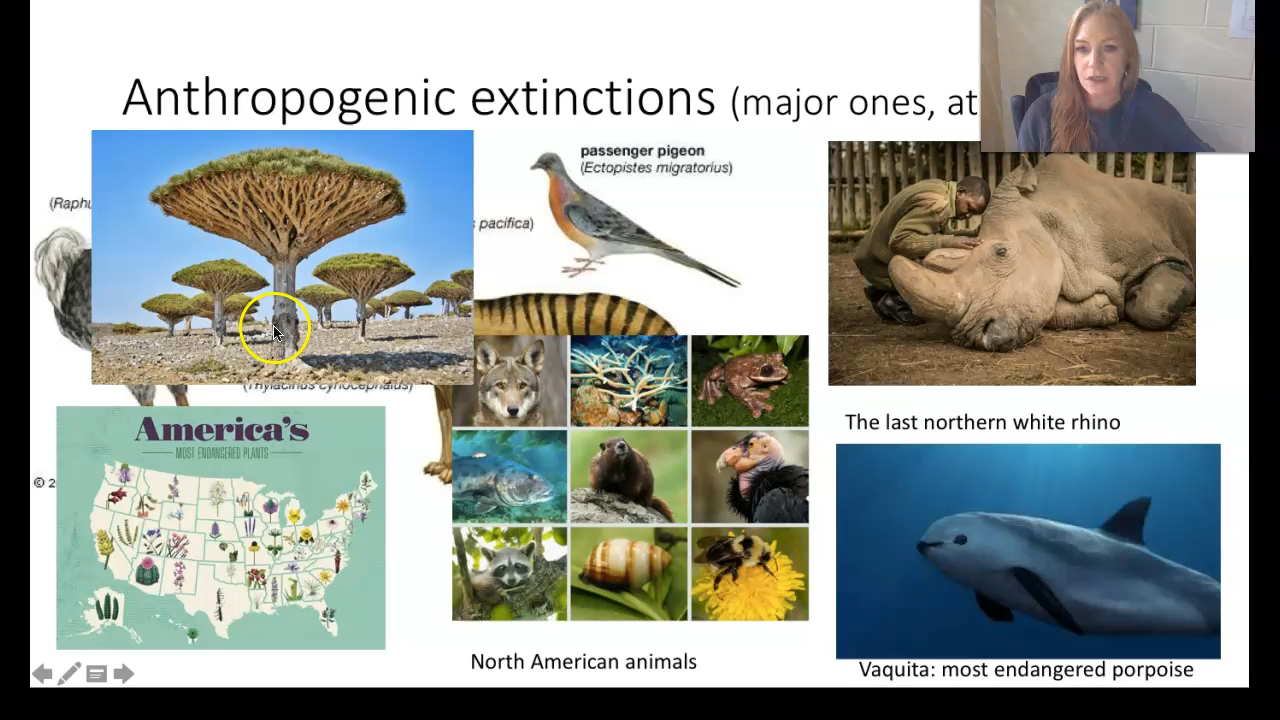 Anthropogenic extinctions (major ones, at
passenger pigeon
(Ectopistes migratorius)
(Raphu
pacifica)
(Thylacinus cynocephalus)
America's
MOST ENDANGERED PLANTS
© 2
The last northern white rhino
North American animals
Vaquita: most endangered porpoise